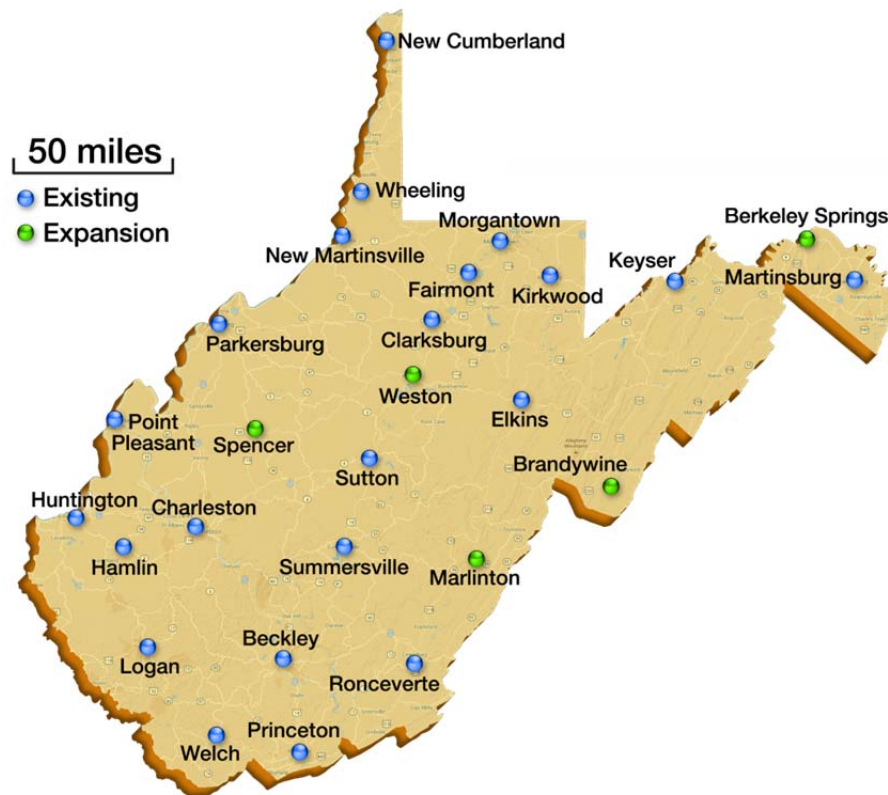 New Cumberland
50 miles
Existing
Expansion
Wheeling
Morgantown
Berkeley Springs
New Martinsville
Keyser
Martinsburg
Fairmont
Kirkwood
Parkersburg
Clarksburg
Weston
Elkins
Point
Pleasant
Spencer
Sutton
Brandywine
Huntington
Charleston
Hamlin
Summersville
Marlinton
Logan
Beckley
Ronceverte
Welch
Princeton